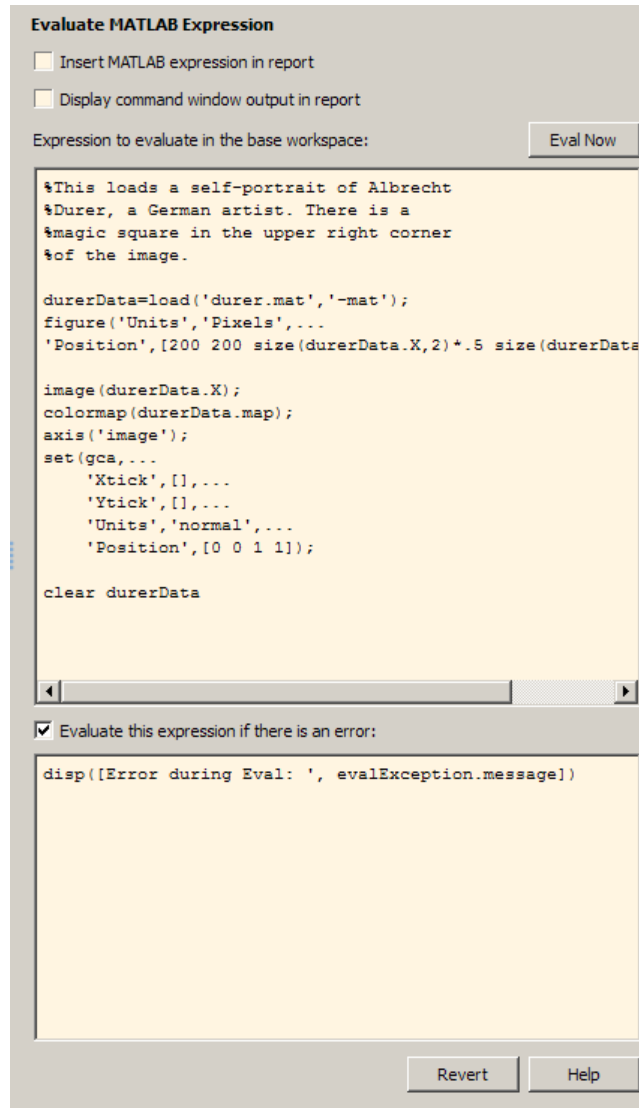 Evaluate MATLAB Expression
Insert MATLAB expression in report
Display command window output in report
Expression to evaluate in the base workspace:
Eval Now
%This loads a self-portrait of Albrecht
%Durer, a German artist. There is a
%magic square in the upper right corner
%of the image.
durerData=load('durer.mat','-mat');
figure('Units','Pixels',...
'Position',[200 200 size(durerData.X,2)*.5 size(durerData
image(durerData.X);
colormap(durerData.map);
axis('image');
set(gca,...
    'Xtick',[],...
    'Ytick',[],...
    'Units','normal',...
    'Position',[0 0 1 1]);
clear durerData
Evaluate this expression if there is an error:
disp([Error during Eval: ', evalException.message])
Revert
Help